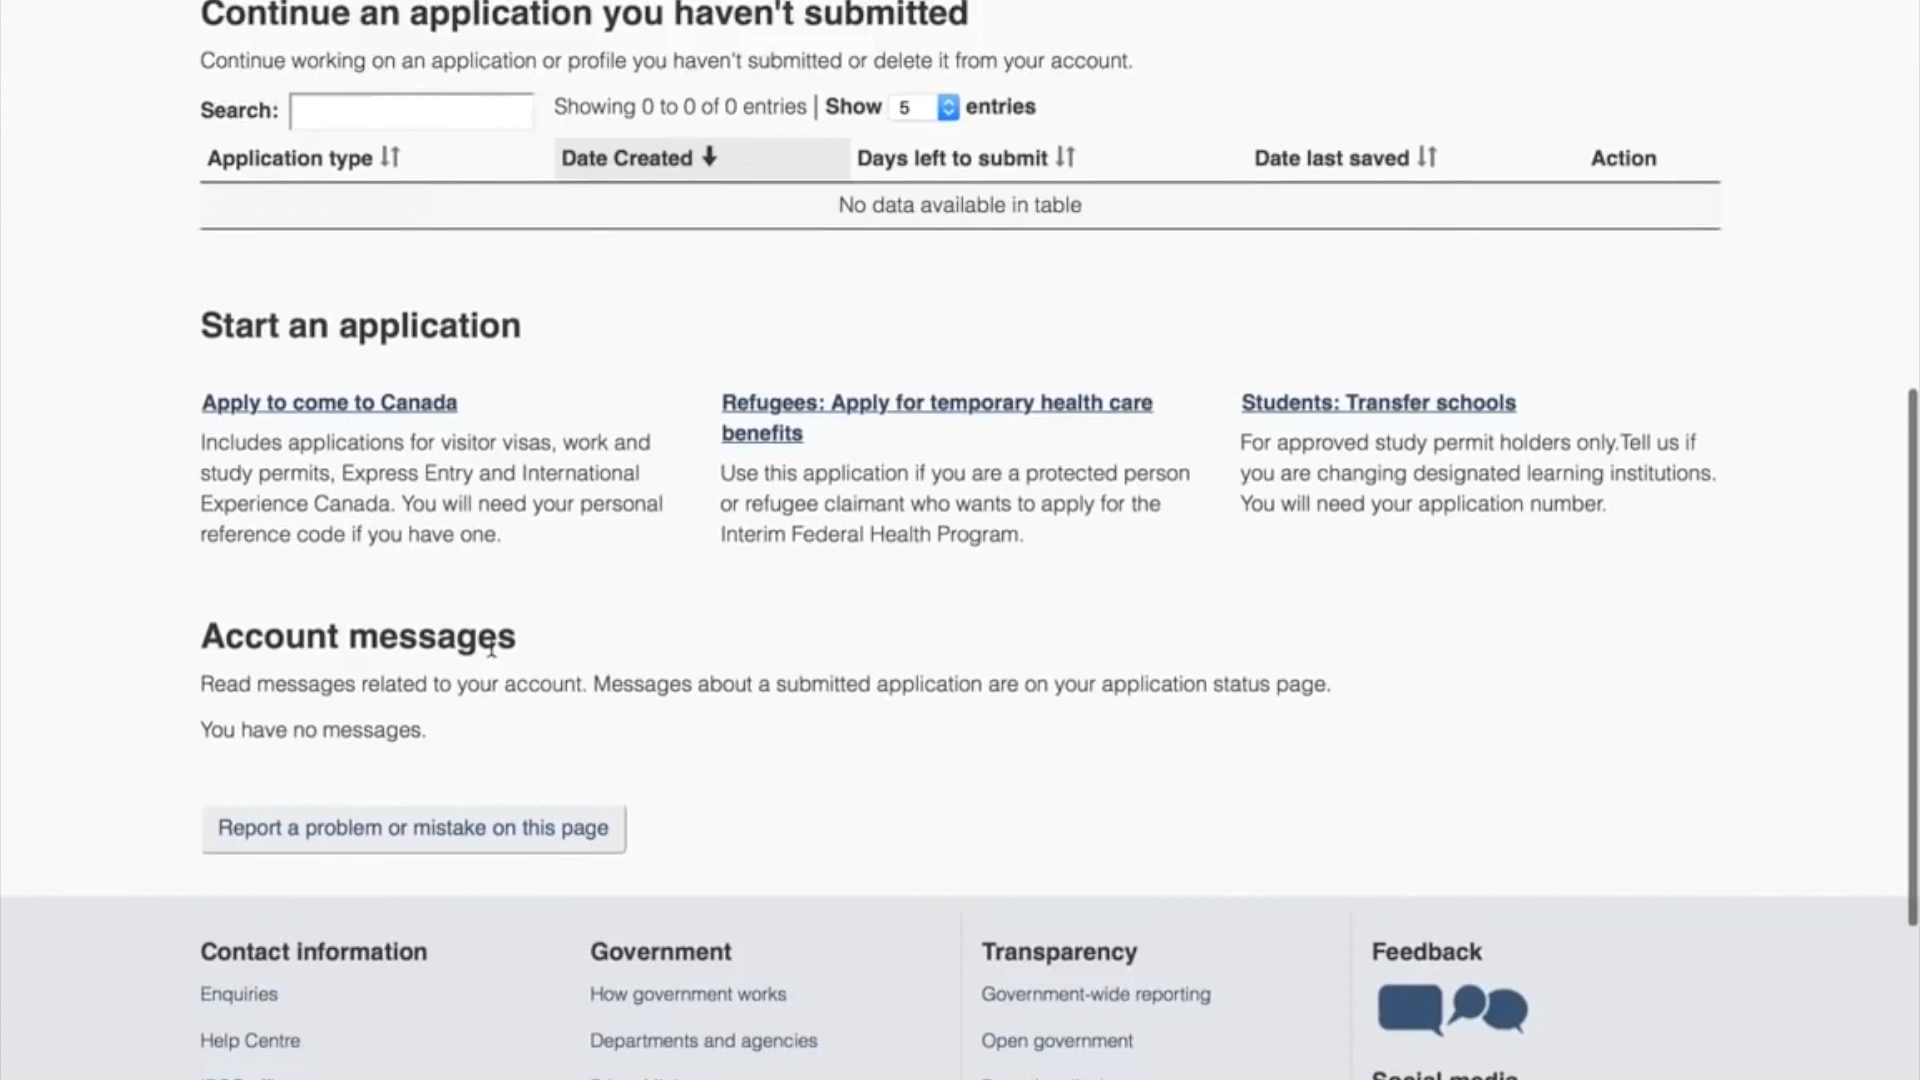 Continue an application you haven't submitted
Continue working on an application or profile you haven't submitted or delete it from your account.
Search: Showing 0 to 0 of 0 entries | Show 5 entries
Application type Date Created Days left to submit Date last saved Action
No data available in table
Start an application
Apply to come to Canada
Includes applications for visitor visas, work and
study permits, Express Entry and International
Experience Canada. You will need your personal
reference code if you have one.
Refugees: Apply for temporary health care
benefits
Use this application if you are a protected person
or refugee claimant who wants to apply for the
Interim Federal Health Program.
Students: Transfer schools
For approved study permit holders only.Tell us if
you are changing designated learning institutions.
You will need your application number.
Account messages
Read messages related to your account. Messages about a submitted application are on your application status page.
You have no messages.
Report a problem or mistake on this page
Contact information
Enquiries
Help Centre
Government
How government works
Departments and agencies
Transparency
Government-wide reporting
Open government
Feedback
Social media